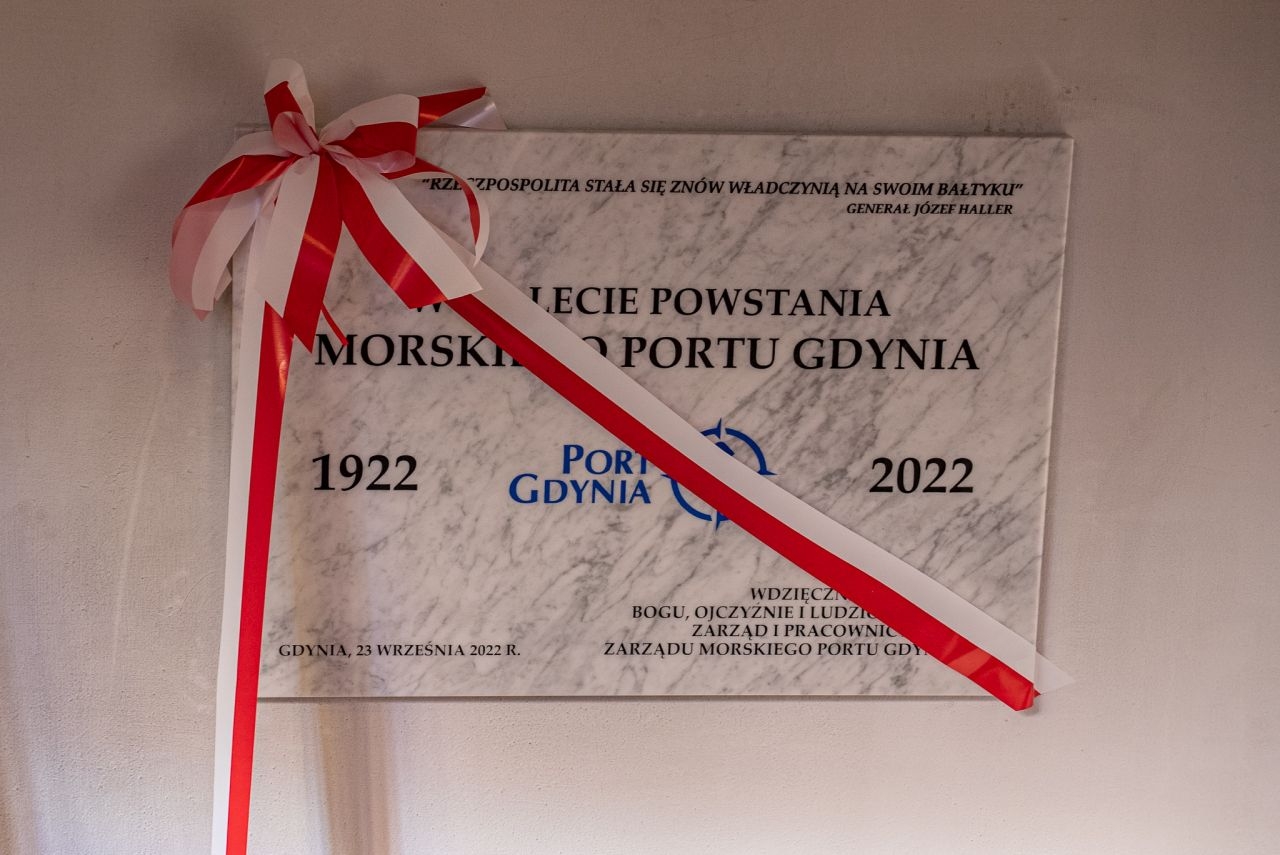 "RZECZPOSPOLITA STAŁA SIĘ ZNÓW WŁADCZYNIĄ NA SWOIM BAŁTYKU"
GENERAŁ JÓZEF HALLER
W LECIE POWSTANIA
MORSKIEGO PORTU GDYNIA
1922
PORT
GDYNIA
2022
BOGU, OJCZYŹNIE I
ZARZĄD I
ZARZĄDU MORSKIEGO PORTU
GDYNIA, 23 WRZEŚNIA 2022 R.